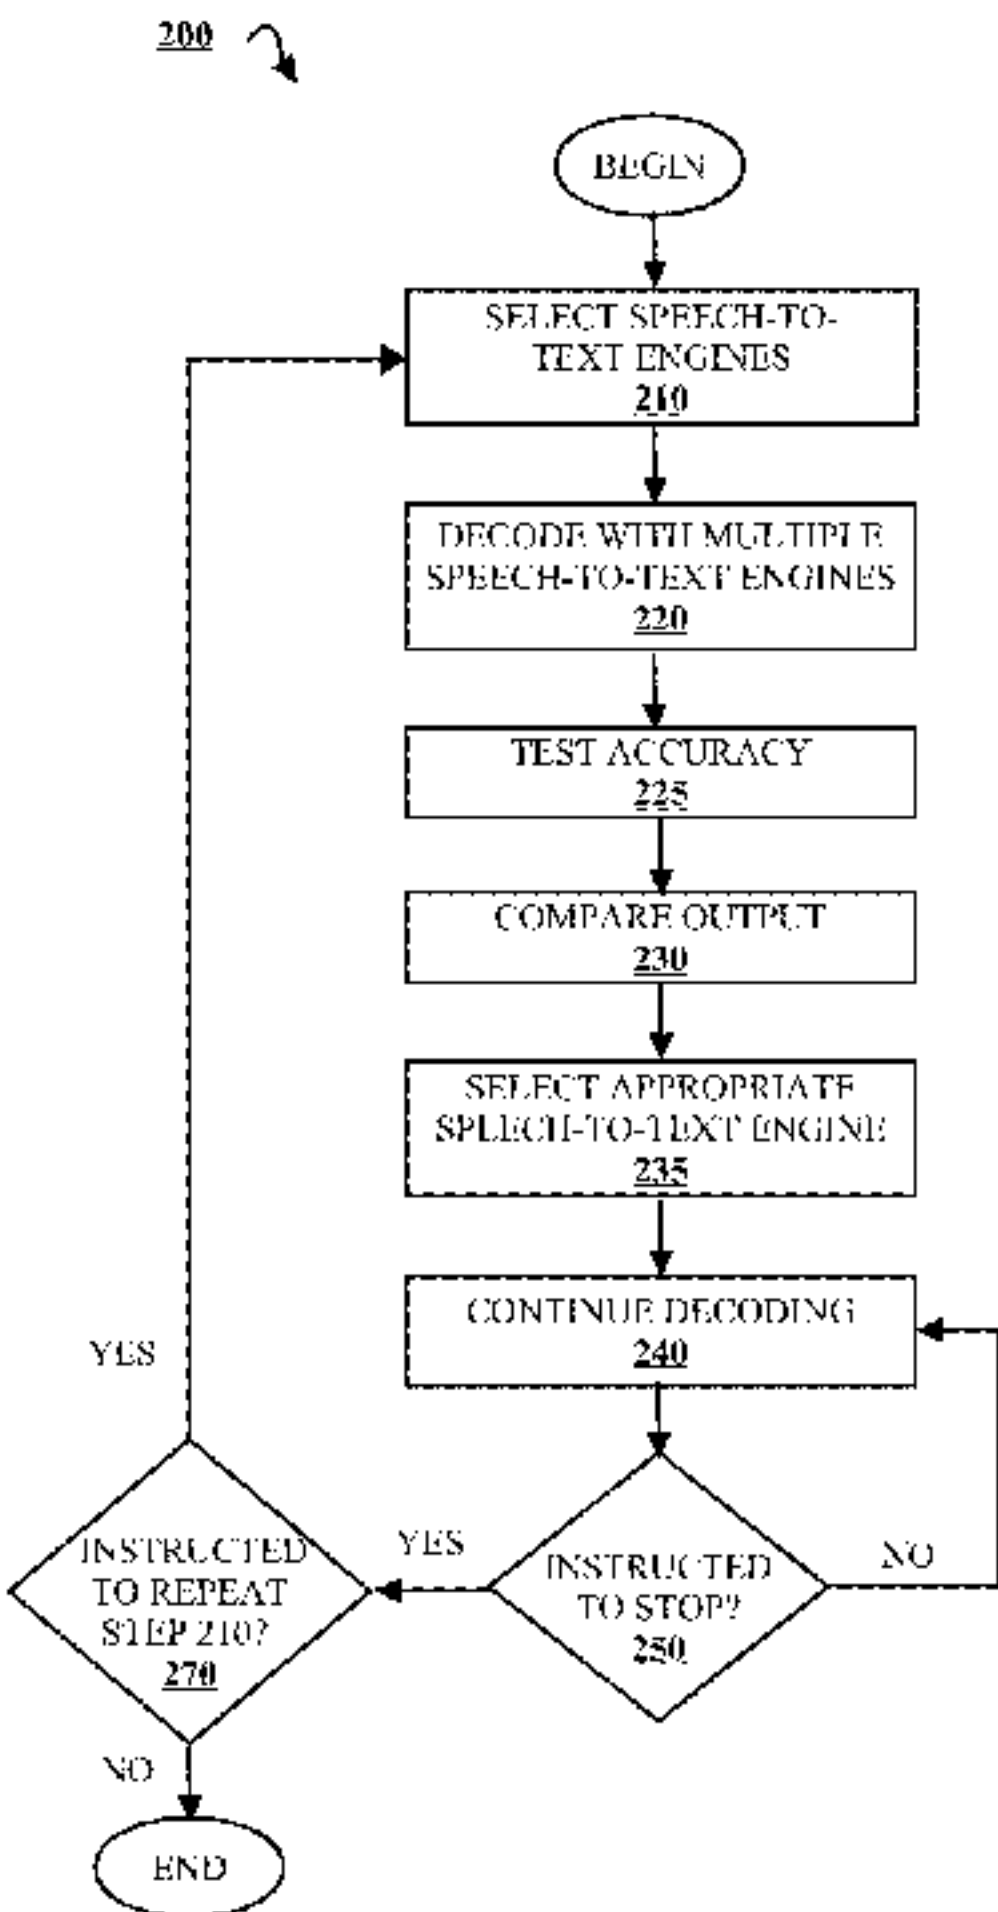 200
BEGIN
SELECT SPEECH-TO-
TEXT ENGINES
210
DECODE WITH MULTIPLE
SPEECH-TO-TEXT ENGINES
220
TEST ACCURACY
225
COMPARE OUTPUT
230
SELECT APPROPRIATE
SPEECH-TO-TEXT ENGINE
235
CONTINUE DECODING
240
YES
INSTRUCTED
TO STOP?
250
NO
YES
INSTRUCTED
TO REPEAT
STEP 210?
270
NO
END